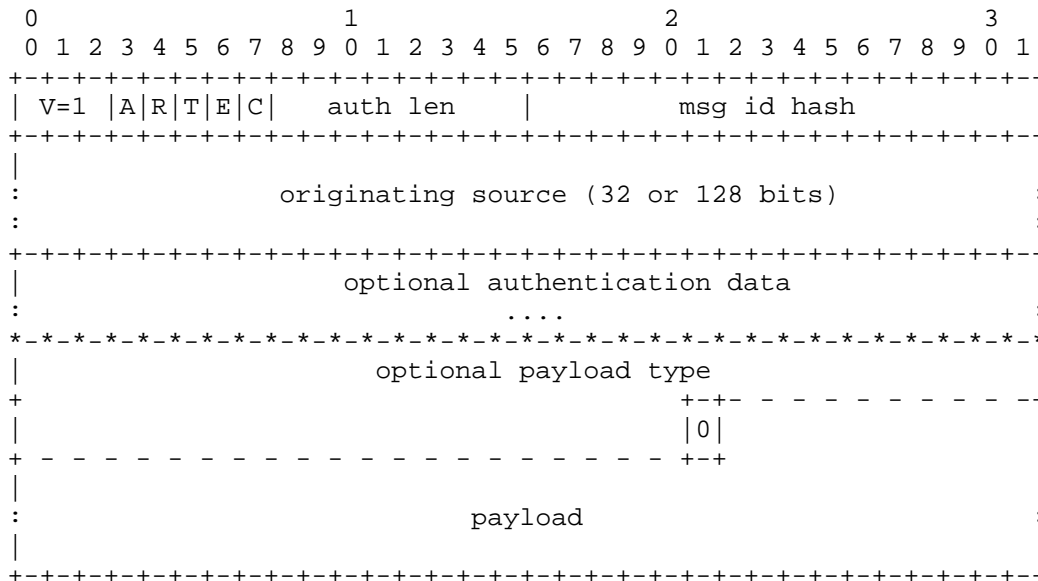 0                   1                   2                   3
 0 1 2 3 4 5 6 7 8 9 0 1 2 3 4 5 6 7 8 9 0 1 2 3 4 5 6 7 8 9 0 1
+-+-+-+-+-+-+-+-+-+-+-+-+-+-+-+-+-+-+-+-+-+-+-+-+-+-+-+-+-+-+-+-
| V=1 |A|R|T|E|C|   auth len    |         msg id hash
+-+-+-+-+-+-+-+-+-+-+-+-+-+-+-+-+-+-+-+-+-+-+-+-+-+-+-+-+-+-+-+-
|
:                originating source (32 or 128 bits)            :
:                                                               :
+-+-+-+-+-+-+-+-+-+-+-+-+-+-+-+-+-+-+-+-+-+-+-+-+-+-+-+-+-+-+-+-
|                    optional authentication data
:                              ....                             :
*-*-*-*-*-*-*-*-*-*-*-*-*-*-*-*-*-*-*-*-*-*-*-*-*-*-*-*-*-*-*-*-*
|                      optional payload type
+                                         +-+- - - - - - - - - --
|                                         |0|
+ - - - - - - - - - - - - - - - - - - - - +-+
|
:                            payload                            :
|
+-+-+-+-+-+-+-+-+-+-+-+-+-+-+-+-+-+-+-+-+-+-+-+-+-+-+-+-+-+-+-+-